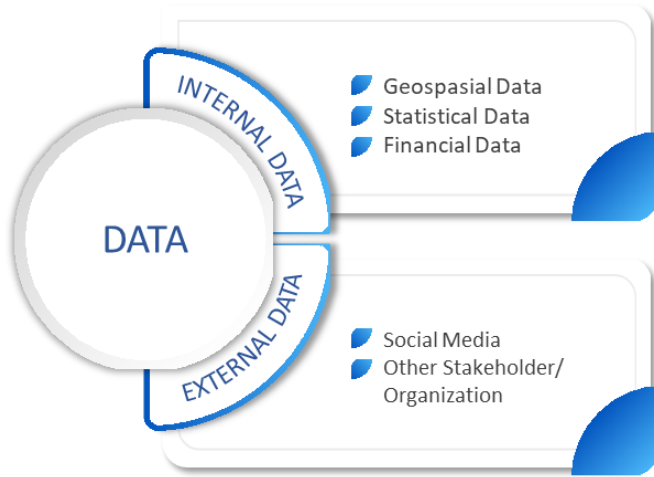 DATA
INTERNAL DATA
Geospasial Data
Statistical Data
Financial Data
EXTERNAL DATA
Social Media
Other Stakeholder/
Organization